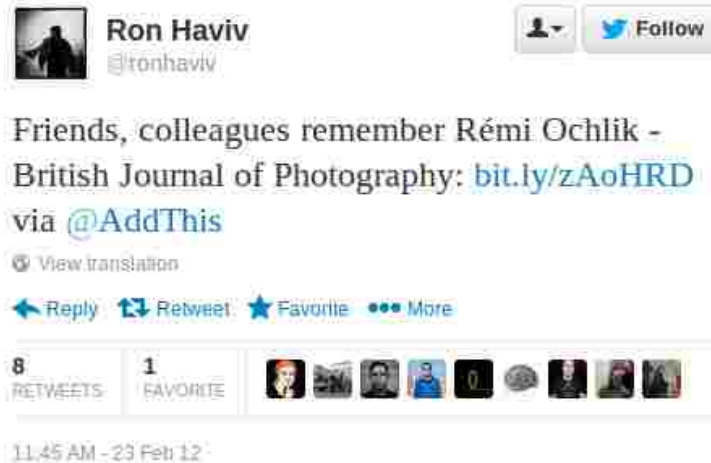 Ron Haviv
@ronhaviv
Follow
Friends, colleagues remember Rémi Ochlik -
British Journal of Photography: bit.ly/zAoHRD
via @AddThis
View translation
Reply Retweet Favorite More
8 1
RETWEETS FAVORITE
11:45 AM - 23 Feb 12